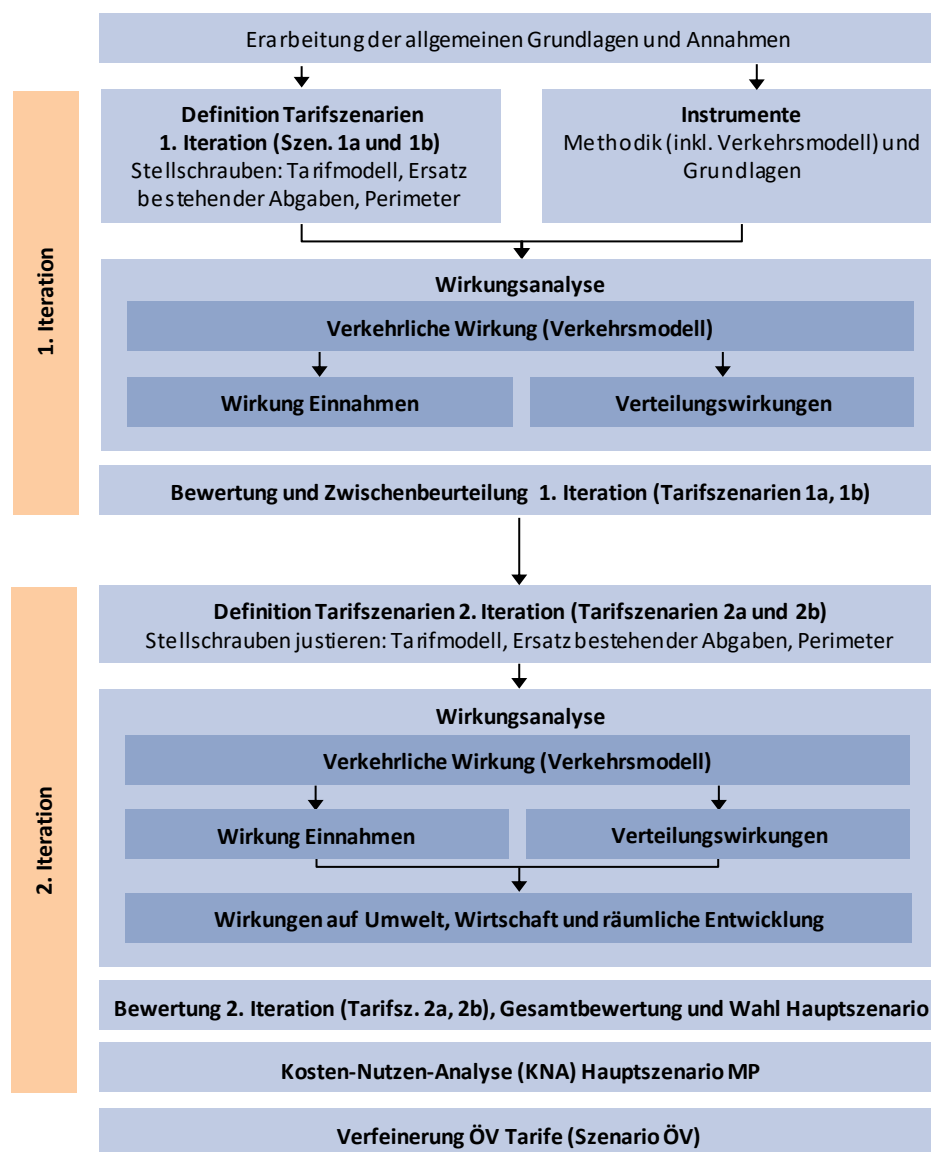 Erarbeitung der allgemeinen Grundlagen und Annahmen
1. Iteration
Definition Tarifszenarien
1. Iteration (Szen. 1a und 1b)
Stellschrauben: Tarifmodell, Ersatz
bestehender Abgaben, Perimeter
Instrumente
Methodik (inkl. Verkehrsmodell) und
Grundlagen
Wirkungsanalyse
Verkehrliche Wirkung (Verkehrsmodell)
Wirkung Einnahmen
Verteilungswirkungen
Bewertung und Zwischenbeurteilung 1. Iteration (Tarifszenarien 1a, 1b)
2. Iteration
Definition Tarifszenarien 2. Iteration (Tarifszenarien 2a und 2b)
Stellschrauben justieren: Tarifmodell, Ersatz bestehender Abgaben, Perimeter
Wirkungsanalyse
Verkehrliche Wirkung (Verkehrsmodell)
Wirkung Einnahmen
Verteilungswirkungen
Wirkungen auf Umwelt, Wirtschaft und räumliche Entwicklung
Bewertung 2. Iteration (Tarifsz. 2a, 2b), Gesamtbewertung und Wahl Hauptszenario
Kosten-Nutzen-Analyse (KNA) Hauptszenario MP
Verfeinerung ÖV Tarife (Szenario ÖV)